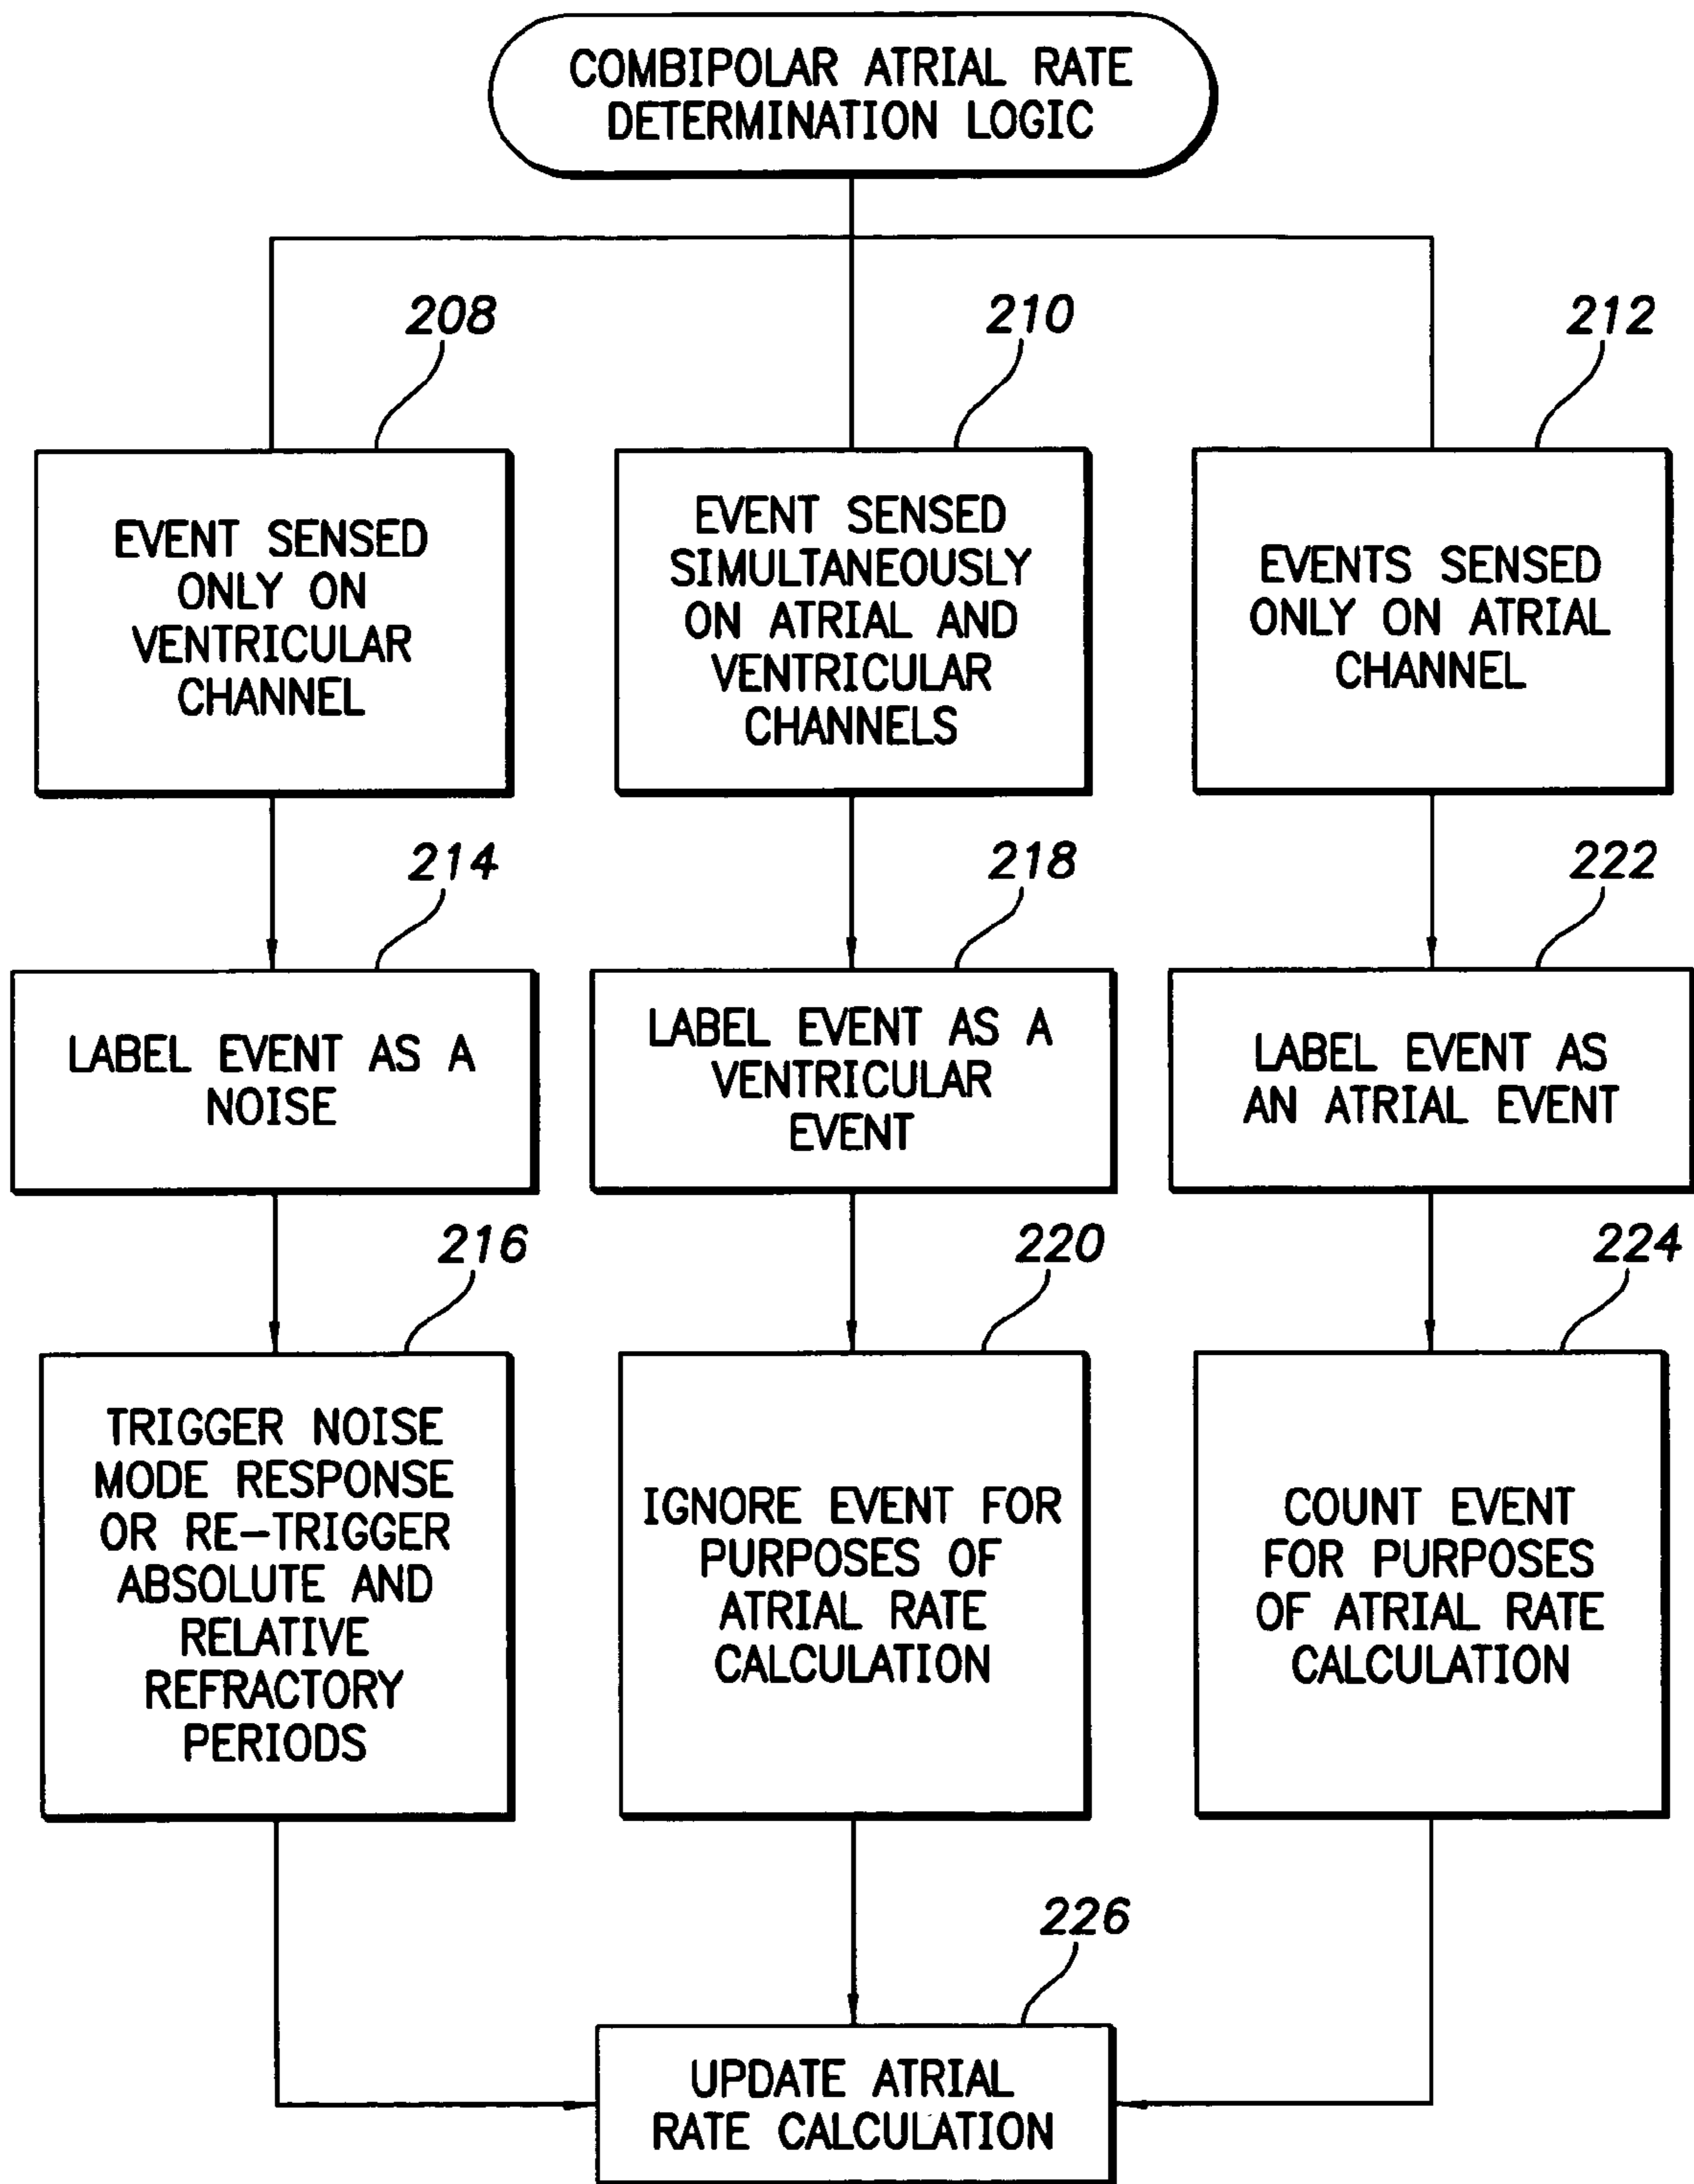 COMBIPOLAR ATRIAL RATE
DETERMINATION LOGIC
208
210
212
EVENT SENSED
ONLY ON
VENTRICULAR
CHANNEL
EVENT SENSED
SIMULTANEOUSLY
ON ATRIAL AND
VENTRICULAR
CHANNELS
EVENTS SENSED
ONLY ON ATRIAL
CHANNEL
214
218
222
LABEL EVENT AS A
NOISE
LABEL EVENT AS A
VENTRICULAR
EVENT
LABEL EVENT AS
AN ATRIAL EVENT
216
220
224
TRIGGER NOISE
MODE RESPONSE
OR RE-TRIGGER
ABSOLUTE AND
RELATIVE
REFRACTORY
PERIODS
IGNORE EVENT FOR
PURPOSES OF
ATRIAL RATE
CALCULATION
COUNT EVENT
FOR PURPOSES
OF ATRIAL RATE
CALCULATION
226
UPDATE ATRIAL
RATE CALCULATION